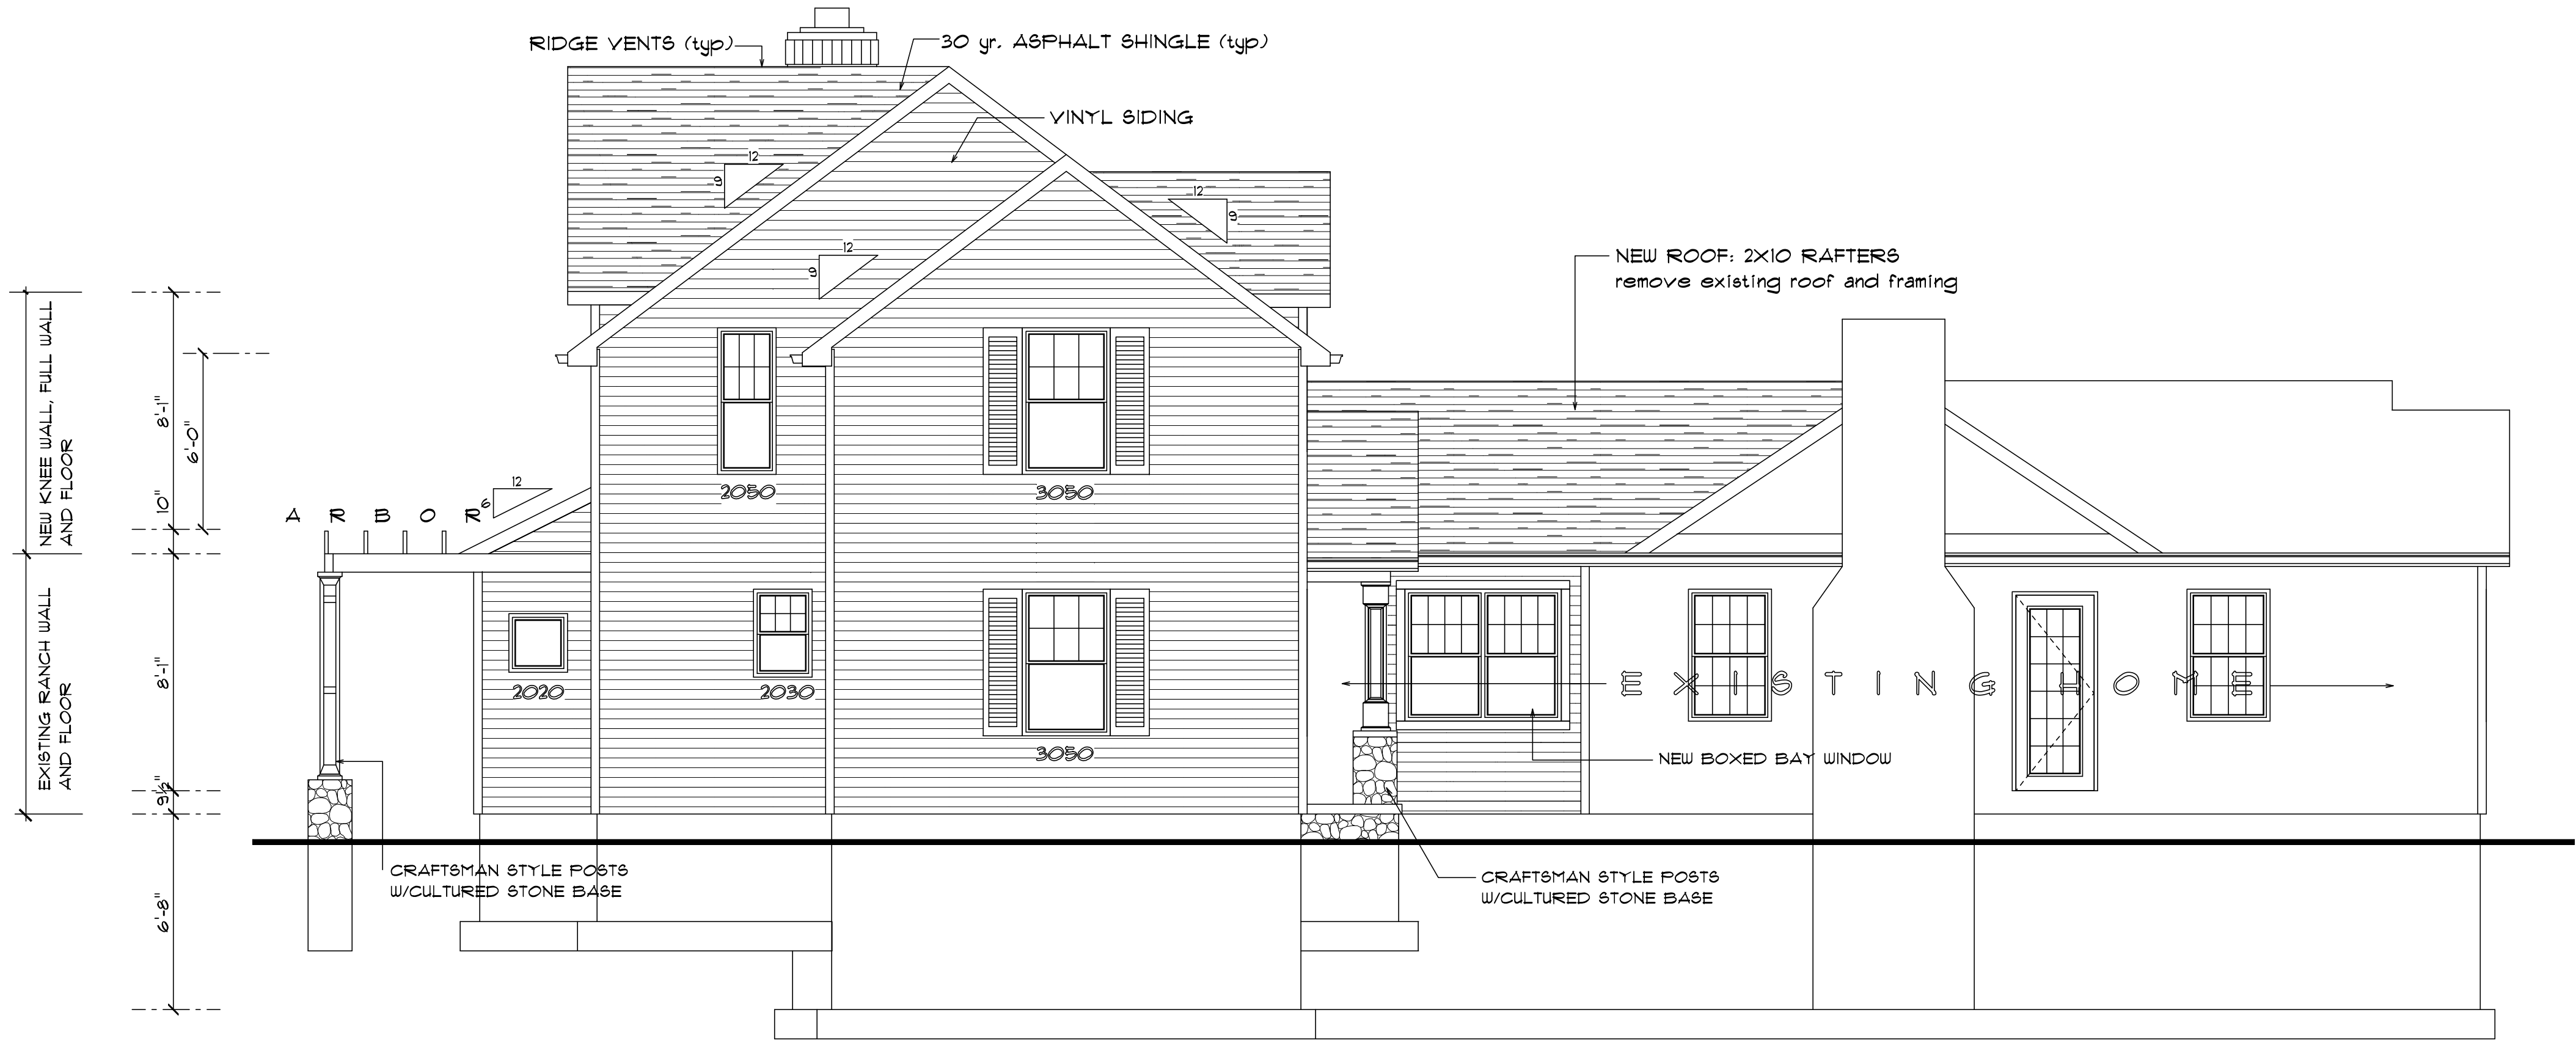 RIDGE VENTS (typ)
30 yr. ASPHALT SHINGLE (typ)
VINYL SIDING
12
9
12
9
12
9
NEW ROOF: 2X10 RAFTERS
remove existing roof and framing
NEW KNEE WALL, FULL WALL
AND FLOOR
8'-1"
6'-0"
10"
12
6
ARBOR
2050
3050
EXISTING RANCH WALL
AND FLOOR
8'-1"
9½"
2020
2030
3050
EXISTING HOME
NEW BOXED BAY WINDOW
CRAFTSMAN STYLE POSTS
W/CULTURED STONE BASE
CRAFTSMAN STYLE POSTS
W/CULTURED STONE BASE
6'-8"